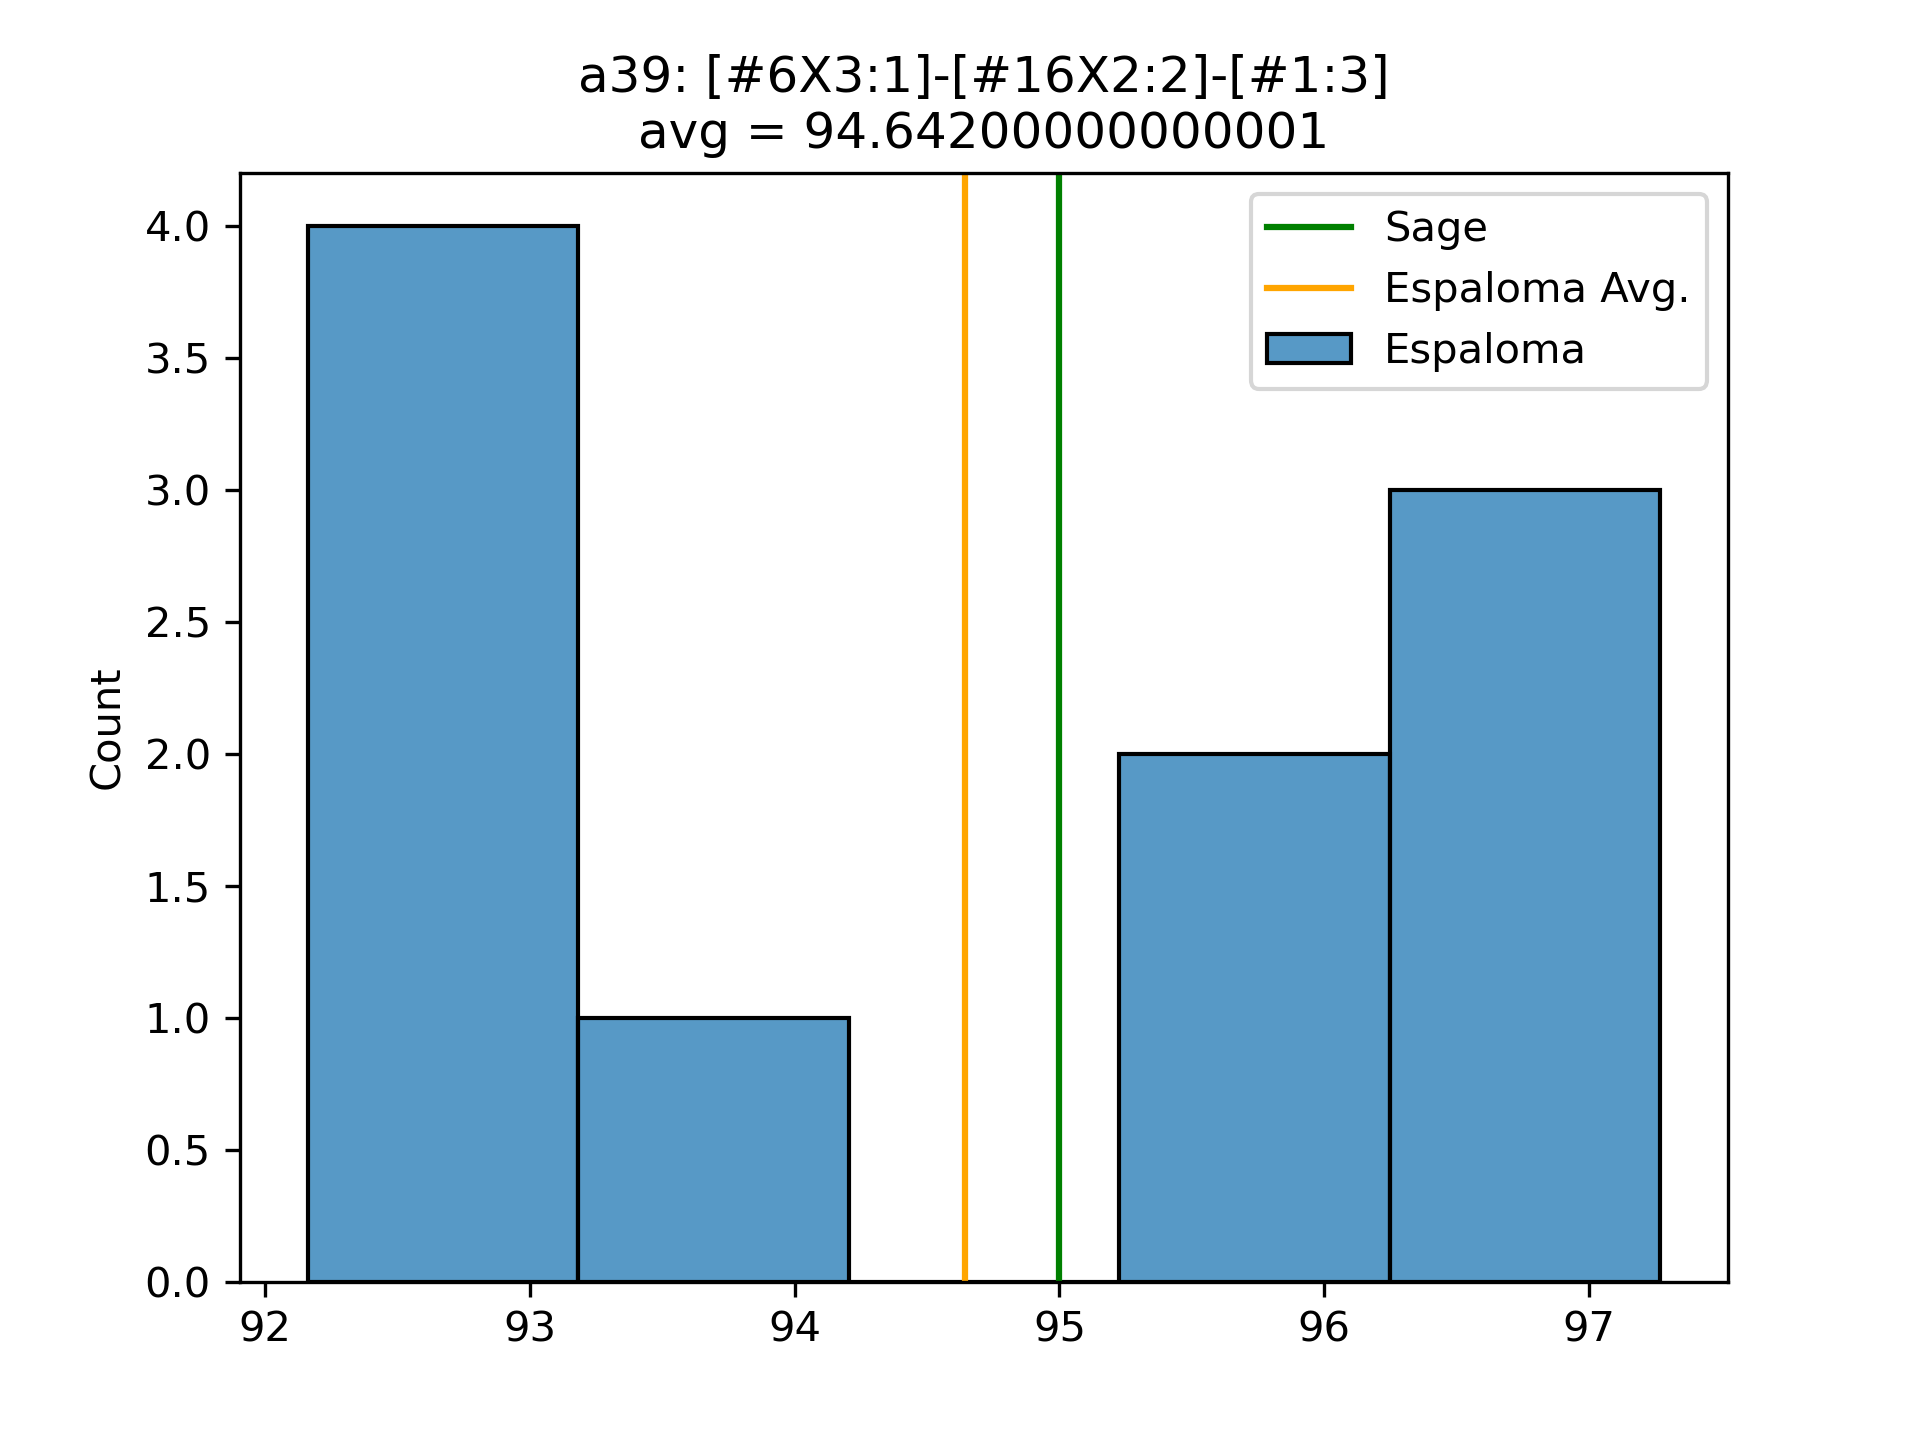 a39: [#6X3:1]-[#16X2:2]-[#1:3]
avg = 94.64200000000001
Sage
Espaloma Avg.
Espaloma
4.0
3.5
3.0
2.5
2.0
1.5
1.0
0.5
0.0
Count
92 93 94 95 96 97